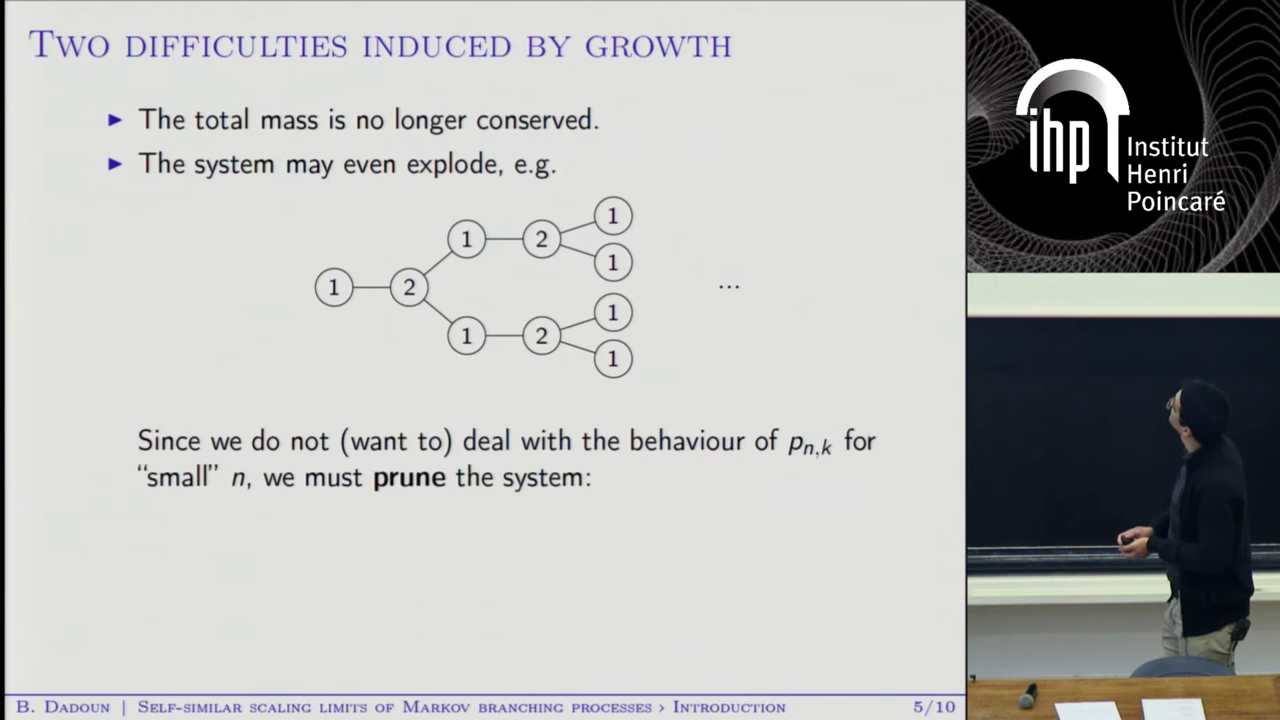 Two difficulties induced by growth
▶ The total mass is no longer conserved.
▶ The system may even explode, e.g.
1
1 2
1
1 2 ...
1
1 2
1
Since we do not (want to) deal with the behaviour of pn,k for
“small” n, we must prune the system:
B. Dadoun | Self-similar scaling limits of Markov branching processes › Introduction 5/10
ihp Institut
Henri
Poincaré